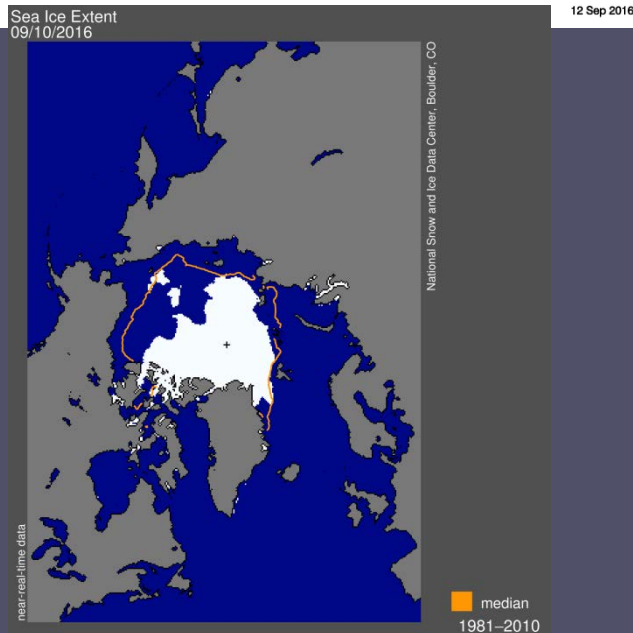 12 Sep 2016
Sea Ice Extent
09/10/2016
National Snow and Ice Data Center, Boulder, CO
near-real-time data
median
1981–2010